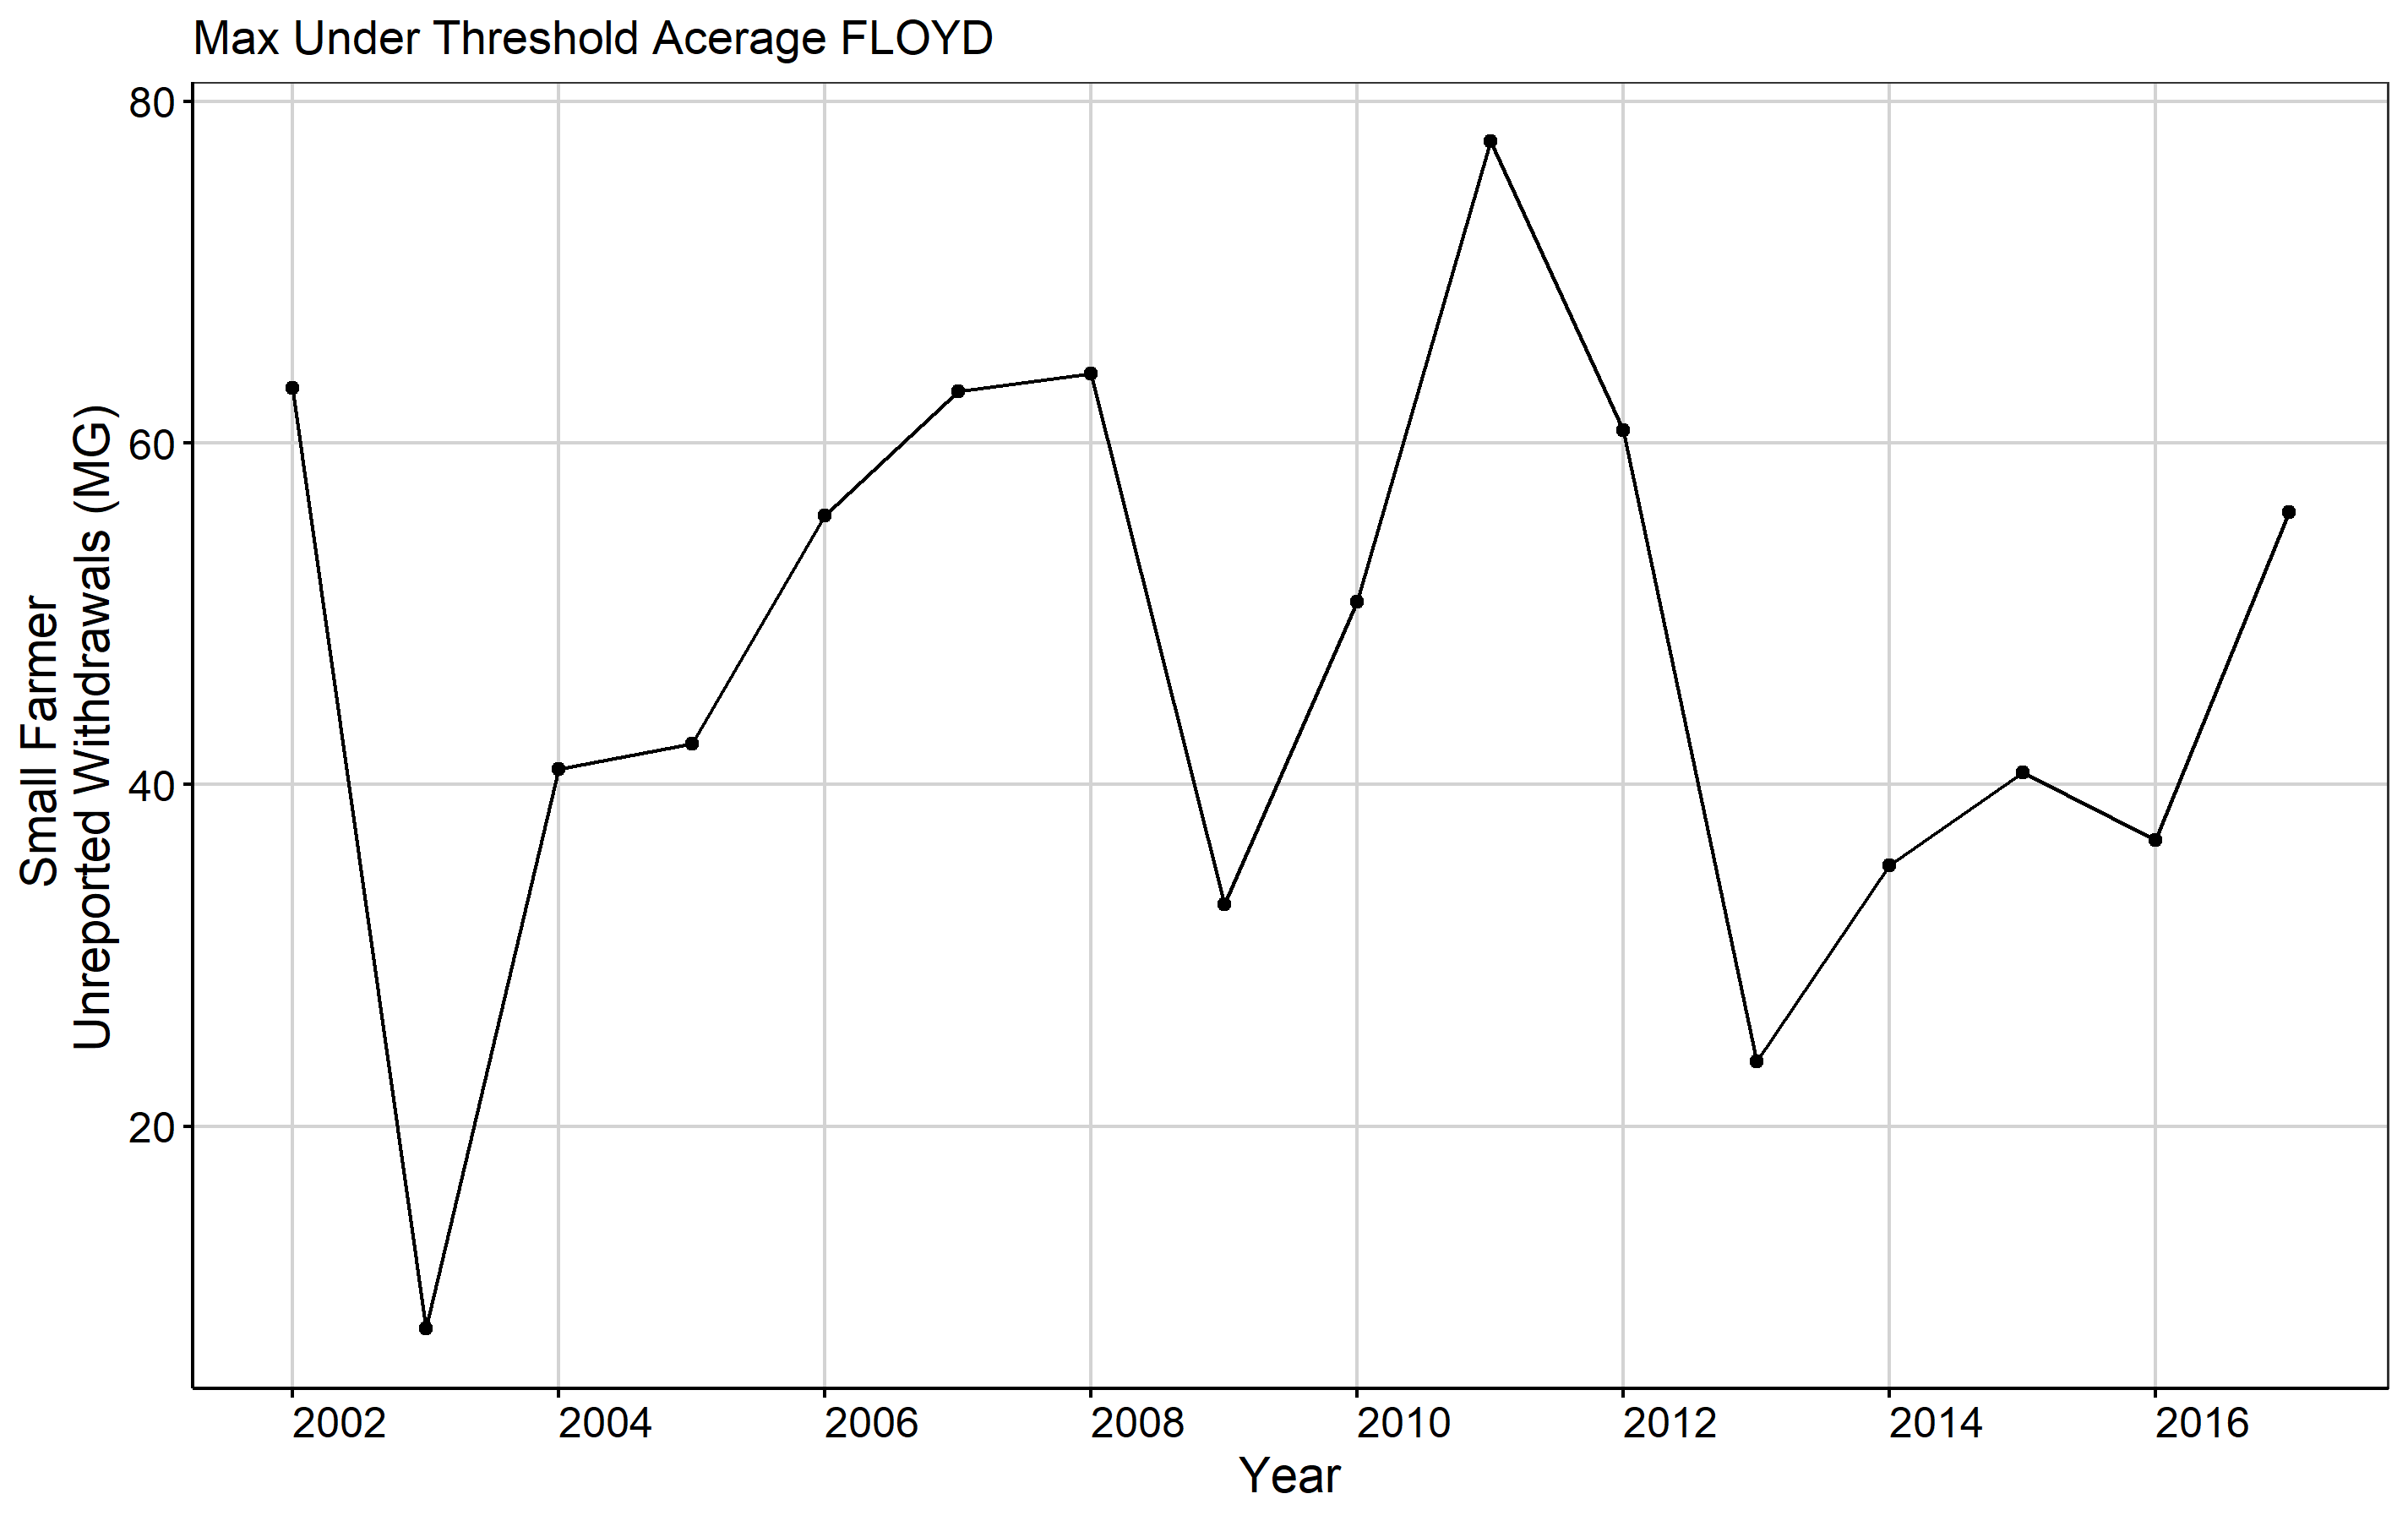 Max Under Threshold Acerage FLOYD
Small Farmer
Unreported Withdrawals (MG)
80
60
40
20
2002 2004 2006 2008 2010 2012 2014 2016
Year